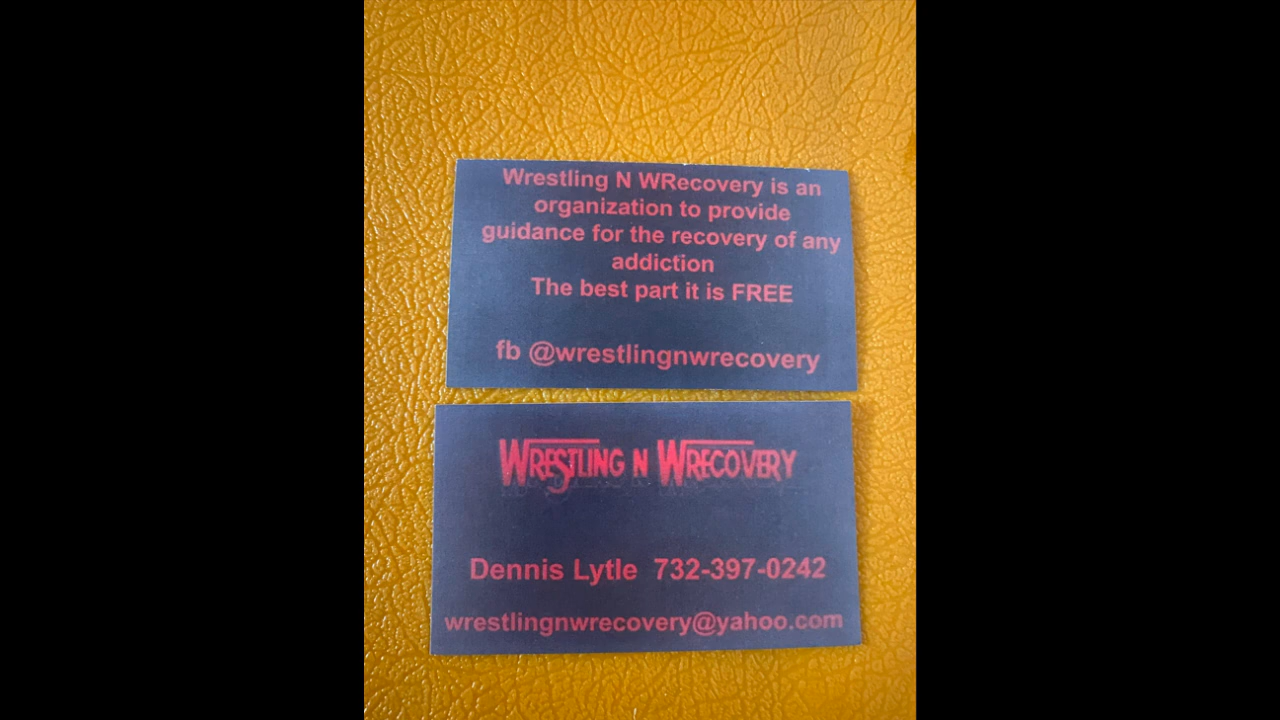 Wrestling N WRecovery is an
organization to provide
guidance for the recovery of any
addiction
The best part it is FREE
fb @wrestlingnwrecovery
WRESTLING N WRECOVERY
Dennis Lytle 732-397-0242
wrestlingnwrecovery@yahoo.com